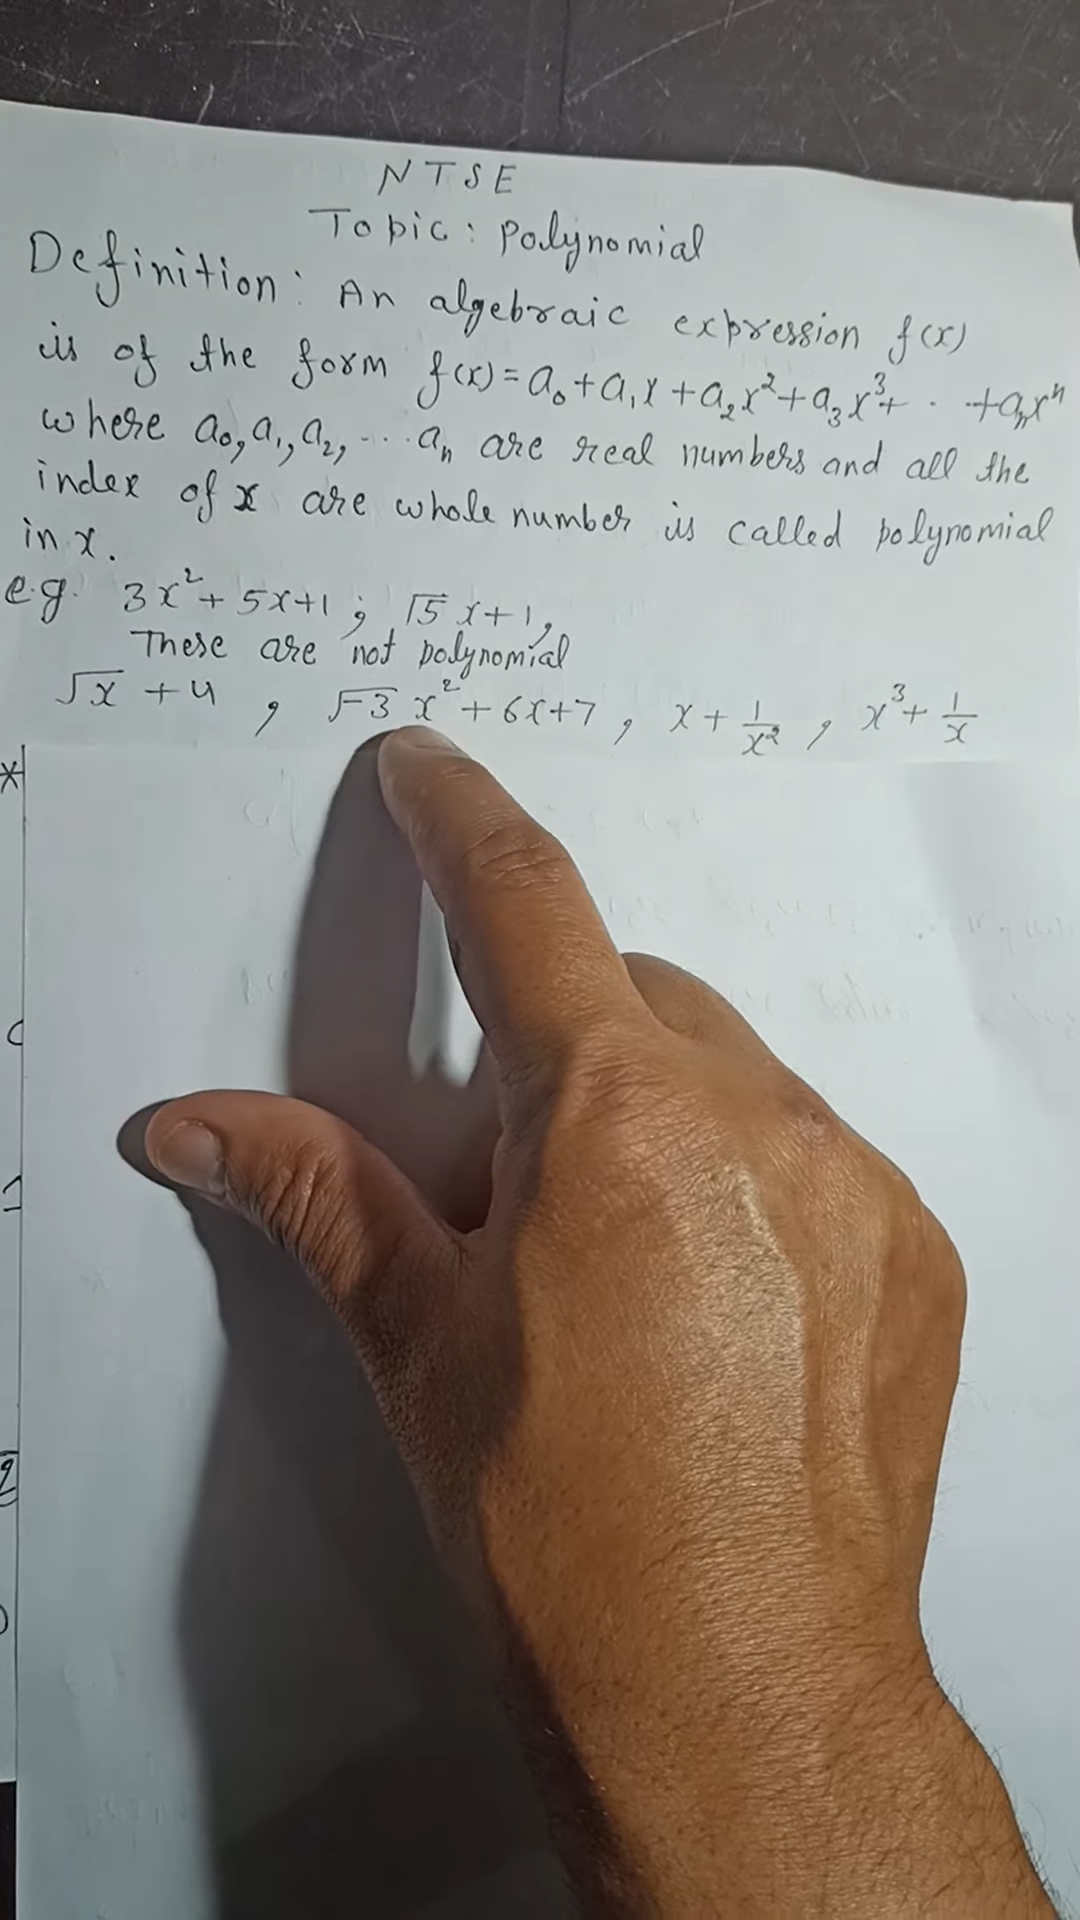 NTSE
Topic: polynomial
Definition: An algebraic expression f(x)
is of the form f(x)=a₀+a₁x+a₂x²+a₃x³+ . . +aₙxⁿ
where a₀,a₁,a₂, ... aₙ are real numbers and all the
index of x are whole number is called polynomial
in x.
e.g. 3x²+5x+1 ; √5 x+1,
These are not polynomial
√x +4 , √-3 x²+6x+7 , x+1/x² , x³+1/x
*
2